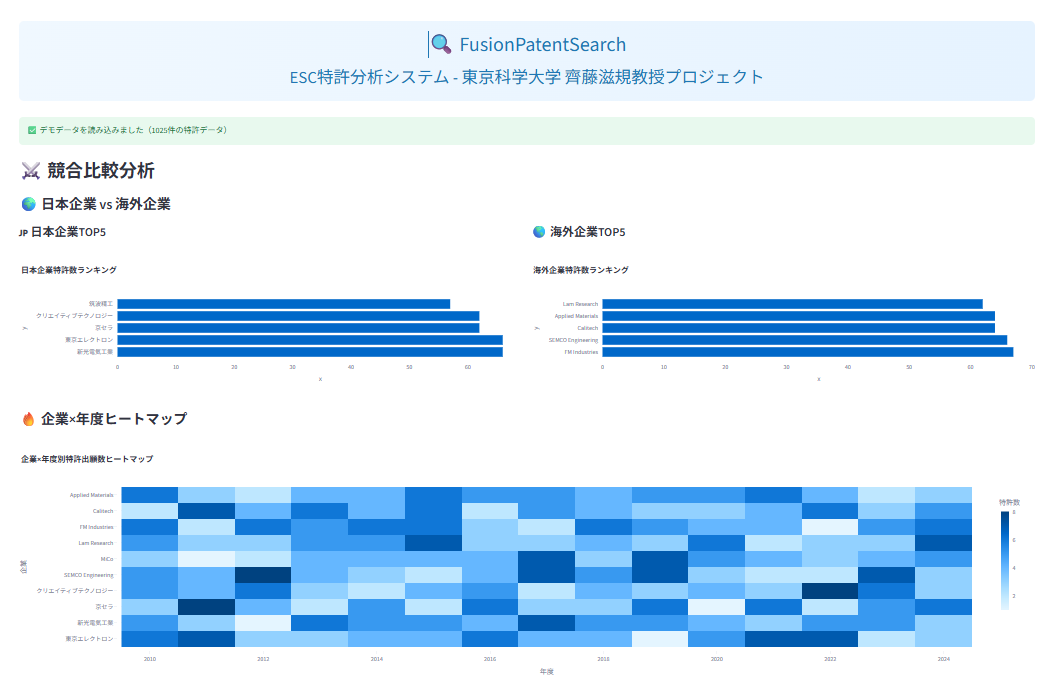 FusionPatentSearch
ESC特許分析システム - 東京科学大学 齊藤滋規教授プロジェクト
デモデータを読み込みました（1025件の特許データ）
競合比較分析
日本企業 vs 海外企業
JP 日本企業TOP5
海外企業TOP5
日本企業特許数ランキング
筑波精工
クリエイティブテクノロジー
京セラ
東京エレクトロン
新光電気工業
y
0 10 20 30 40 50 60
x
海外企業特許数ランキング
Lam Research
Applied Materials
Calitech
SEMCO Engineering
FM Industries
y
0 10 20 30 40 50 60 70
x
企業×年度ヒートマップ
企業×年度別特許出願数ヒートマップ
Applied Materials
Calitech
FM Industries
Lam Research
MiCo
SEMCO Engineering
クリエイティブテクノロジー
京セラ
新光電気工業
東京エレクトロン
企業
2010 2012 2014 2016 2018 2020 2022 2024
年度
特許数
8
6
4
2